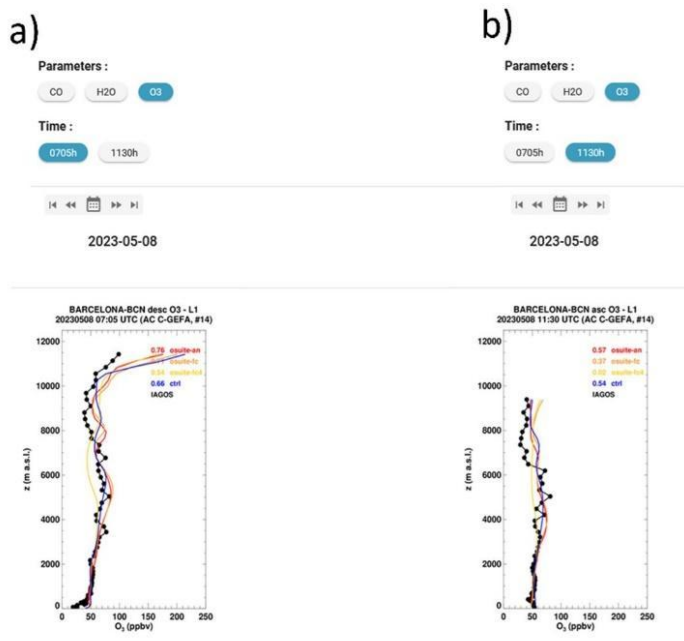 a)
Parameters :
CO H2O O3
Time :
0705h 1130h
2023-05-08
BARCELONA-BCN desc O3 - L1
20230508 07:05 UTC (AC C-GEFA, #14)
0.76 osuite-an
osuite-fc
osuite-fc4
0.66 ctrl
IAGOS
12000
10000
8000
6000
4000
2000
0
z (m a.s.l.)
0 50 100 150 200 250
O₃ (ppbv)
b)
Parameters :
CO H2O O3
Time :
0705h 1130h
2023-05-08
BARCELONA-BCN asc O3 - L1
20230508 11:30 UTC (AC C-GEFA, #14)
0.57 osuite-an
0.37 osuite-fc
osuite-fc4
0.54 ctrl
IAGOS
12000
10000
8000
6000
4000
2000
0
z (m a.s.l.)
0 50 100 150 200 250
O₃ (ppbv)